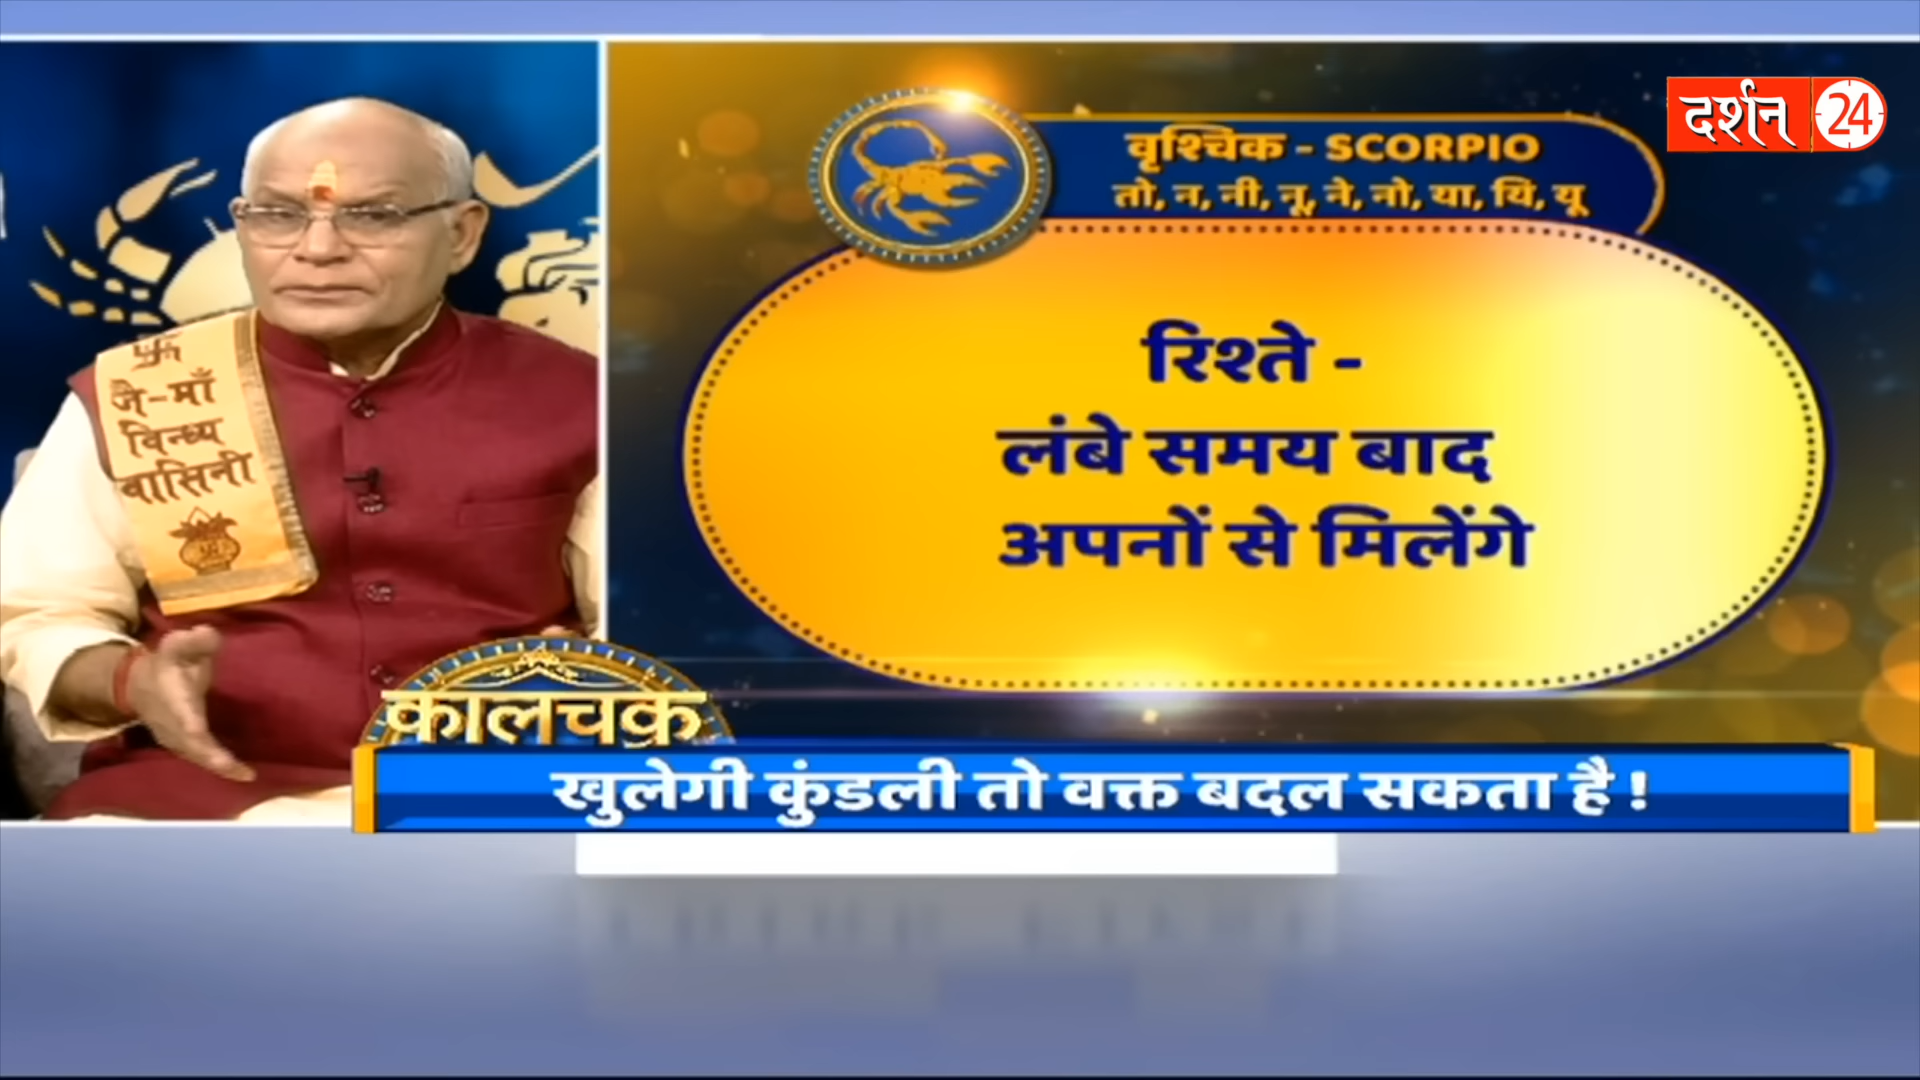 दर्शन 24
वृश्चिक - SCORPIO
तो, न, नी, नू, ने, नो, या, यि, यू
रिश्ते -
लंबे समय बाद
अपनों से मिलेंगे
जै-माँ
विन्ध्य
वासिनी
कालचक्र
खुलेगी कुंडली तो वक्त बदल सकता है !